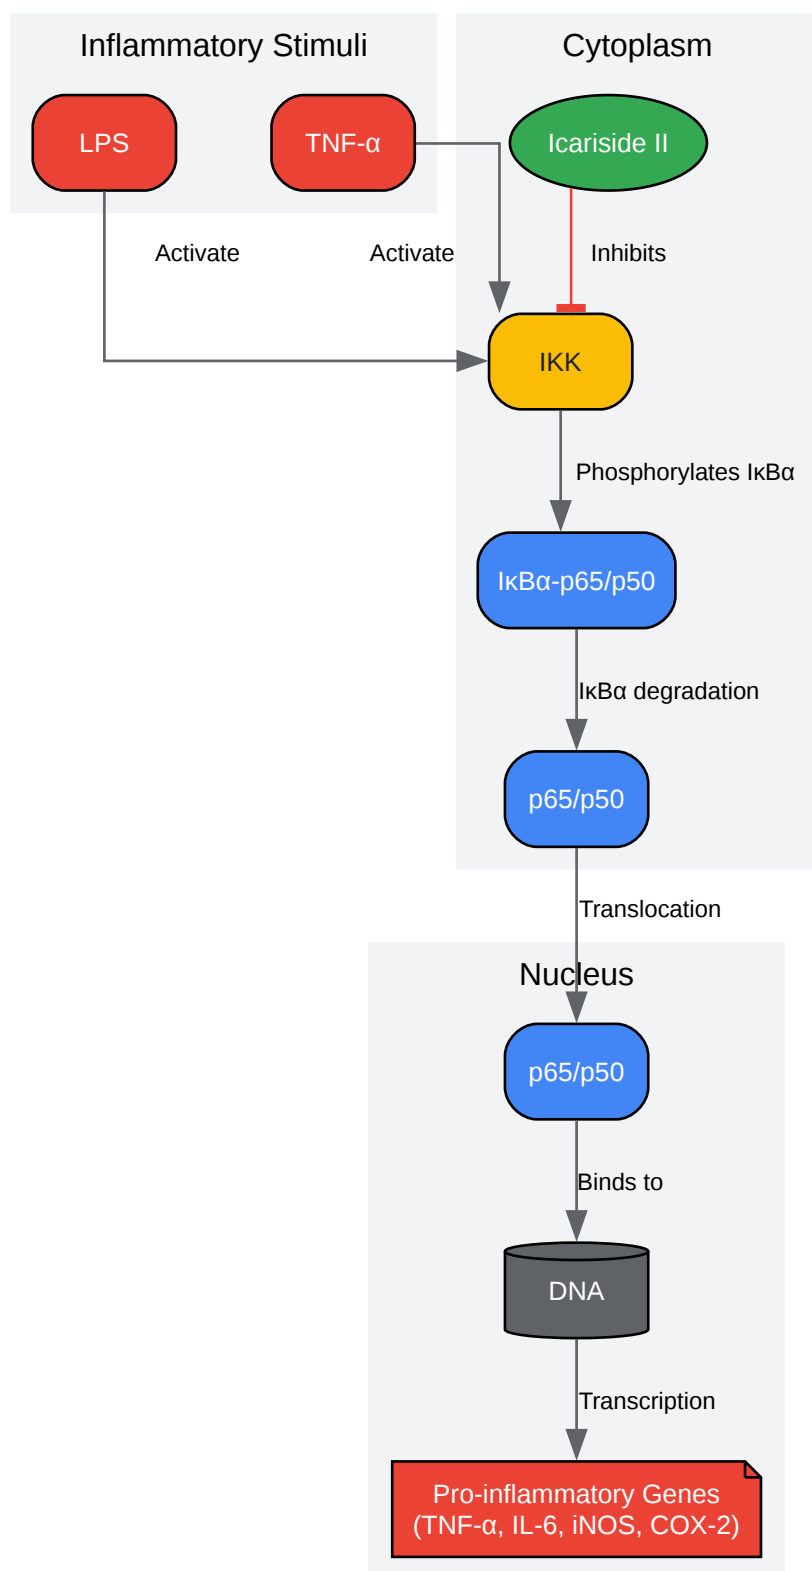 Inflammatory Stimuli
Cytoplasm
LPS
TNF-α
Icariside II
Activate
Activate
Inhibits
IKK
Phosphorylates IκBα
IκBα-p65/p50
IκBα degradation
p65/p50
Translocation
Nucleus
p65/p50
Binds to
DNA
Transcription
Pro-inflammatory Genes
(TNF-α, IL-6, iNOS, COX-2)